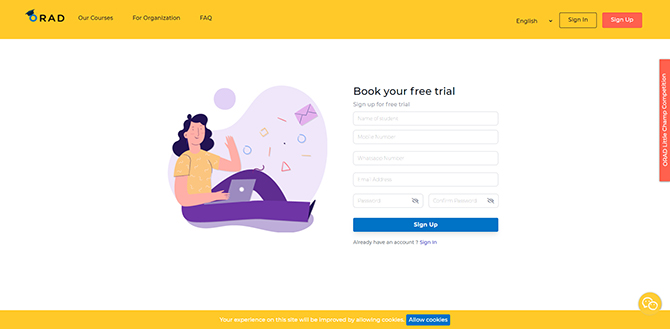 ORAD
Our Courses
For Organization
FAQ
English
Sign In
Sign Up
ORAD Little Champ Competition
Book your free trial
Sign up for free trial
Name of student
Mobile Number
Whatsapp Number
Email Address
Password
Confirm Password
Sign Up
Already have an account ? Sign In
Your experience on this site will be improved by allowing cookies. Allow cookies